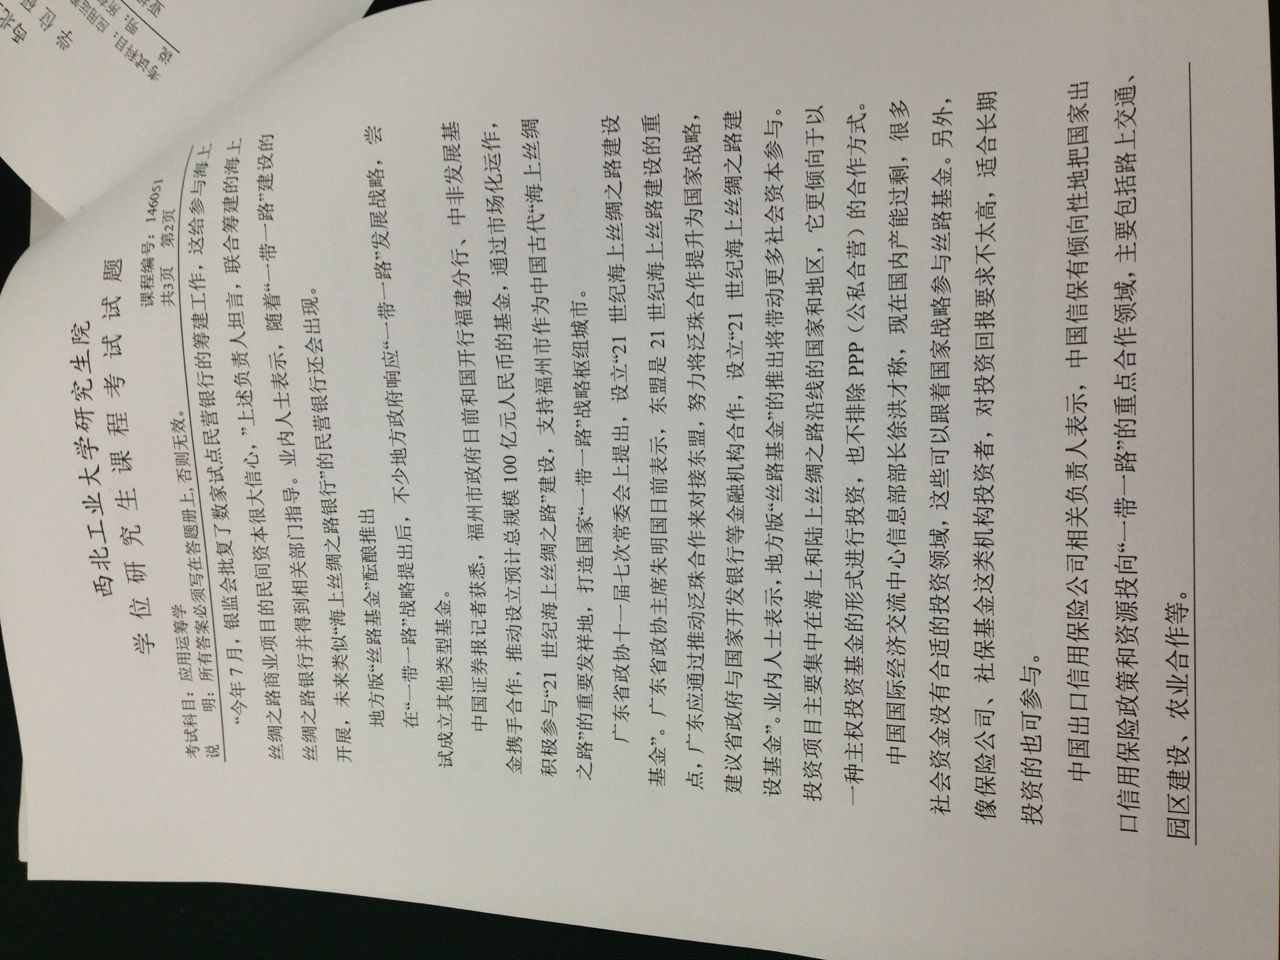 西北工业大学研究生院
学位研究生课程考试试题
课程编号：146051
考试科目：应用运筹学
共3页 第2页
说 明：所有答案必须写在答题册上，否则无效。
“今年7月，银监会批复了数家试点民营银行的筹建工作，这给参与海上
丝绸之路商业项目的民间资本很大信心，”上述负责人坦言，联合筹建的海上
丝绸之路银行并得到相关部门指导。业内人士表示，随着“一带一路”建设的
开展，未来类似“海上丝绸之路银行”的民营银行还会出现。
地方版“丝路基金”酝酿推出
在“一带一路”战略提出后，不少地方政府响应“一带一路”发展战略，尝
试成立其他类型基金。
中国证券报记者获悉，福州市政府日前和国开行福建分行、中非发展基
金携手合作，推动设立预计总规模100亿元人民币的基金，通过市场化运作，
积极参与“21 世纪海上丝绸之路”建设，支持福州市作为中国古代“海上丝绸
之路”的重要发祥地，打造国家“一带一路”战略枢纽城市。
广东省政协十一届七次常委会上提出，设立“21 世纪海上丝绸之路建设
基金”。广东省政协主席朱明国日前表示，东盟是21世纪海上丝路建设的重
点，广东应通过推动泛珠合作来对接东盟，努力将泛珠合作提升为国家战略，
建议省政府与国家开发银行等金融机构合作，设立“21 世纪海上丝绸之路建
设基金”。业内人士表示，地方版“丝路基金”的推出将带动更多社会资本参与。
投资项目主要集中在海上和陆上丝绸之路沿线的国家和地区，它更倾向于以
一种主权投资基金的形式进行投资，也不排除PPP（公私合营）的合作方式。
中国国际经济交流中心信息部部长徐洪才称，现在国内产能过剩，很多
社会资金没有合适的投资领域，这些可以跟着国家战略参与丝路基金。另外，
像保险公司、社保基金这类机构投资者，对投资回报要求不太高，适合长期
投资的也可参与。
中国出口信用保险公司相关负责人表示，中国信保有倾向性地把国家出
口信用保险政策和资源投向“一带一路”的重点合作领域，主要包括路上交通、
园区建设、农业合作等。
西北
学位研
考试科目：应用运筹
说 明：所有